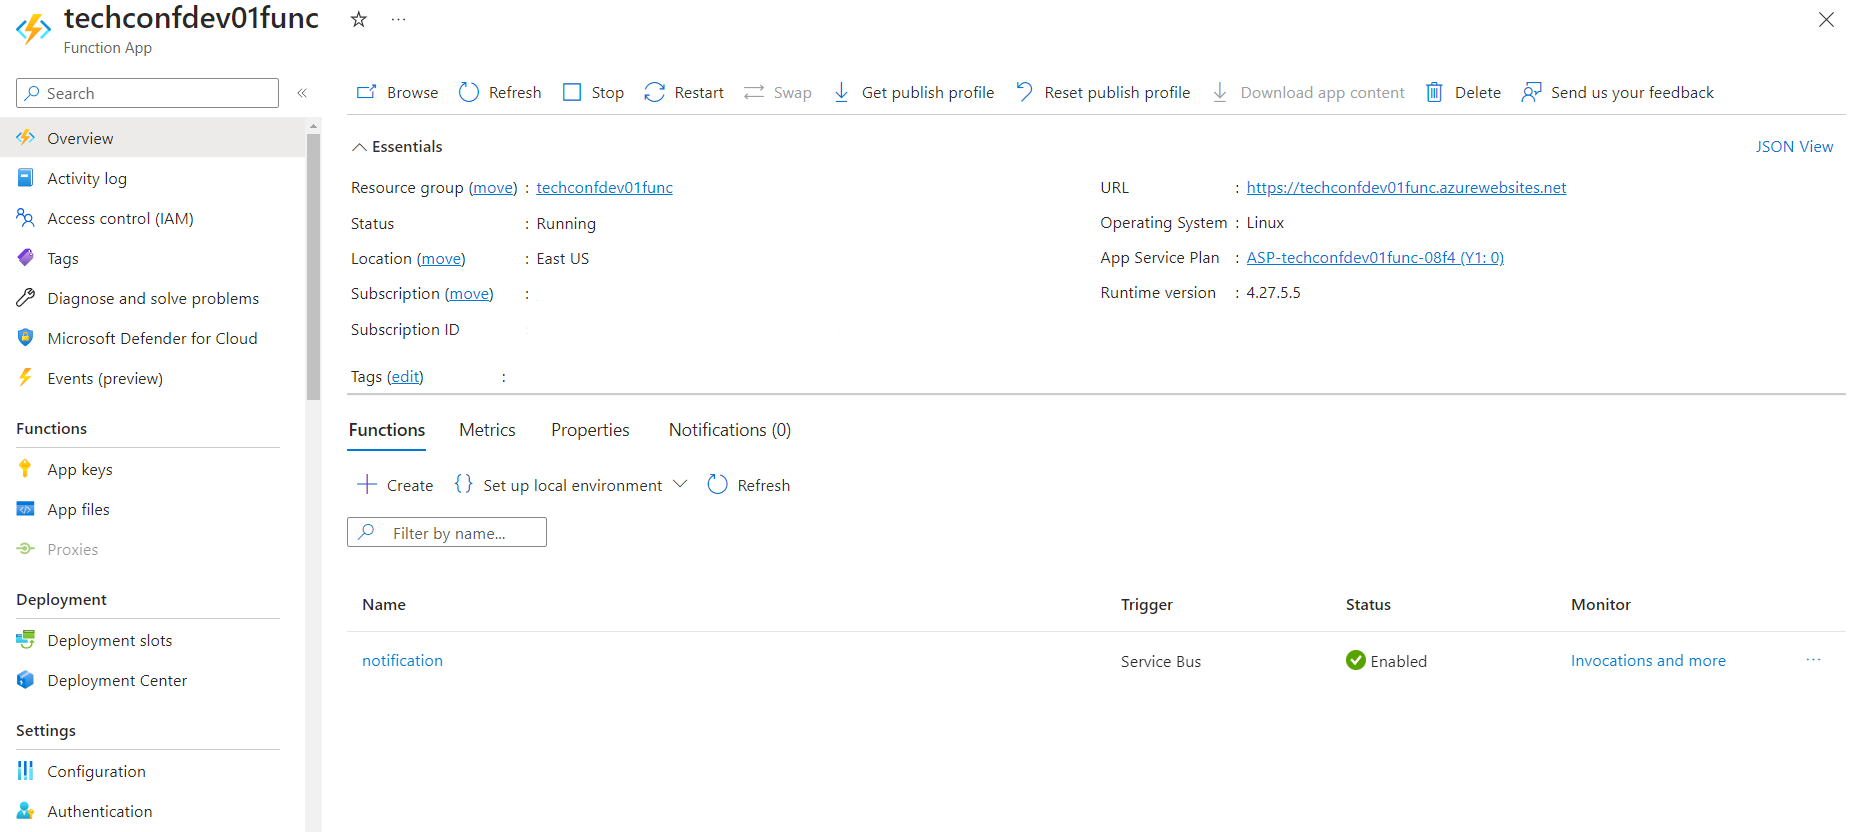 techconfdev01func
Function App
Search
Overview
Activity log
Access control (IAM)
Tags
Diagnose and solve problems
Microsoft Defender for Cloud
Events (preview)
Functions
App keys
App files
Proxies
Deployment
Deployment slots
Deployment Center
Settings
Configuration
Authentication
Browse Refresh Stop Restart Swap Get publish profile Reset publish profile Download app content Delete Send us your feedback
Essentials JSON View
Resource group (move) : techconfdev01func
Status : Running
Location (move) : East US
Subscription (move) :
Subscription ID
Tags (edit) :
URL : https://techconfdev01func.azurewebsites.net
Operating System : Linux
App Service Plan : ASP-techconfdev01func-08f4 (Y1: 0)
Runtime version : 4.27.5.5
Functions Metrics Properties Notifications (0)
Create {} Set up local environment Refresh
Filter by name...
Name Trigger Status Monitor
notification Service Bus Enabled Invocations and more